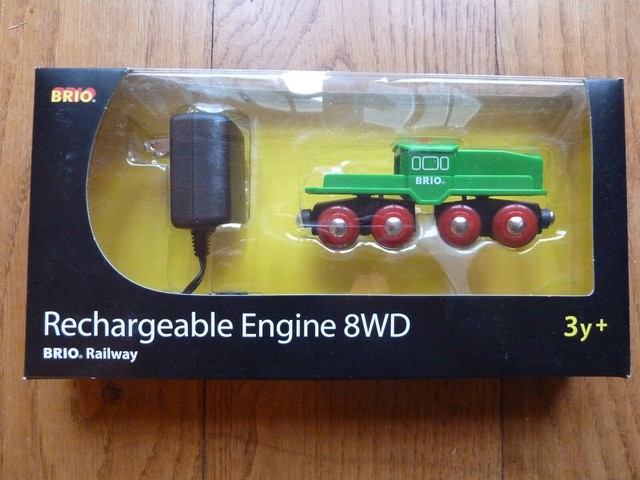 BRIO®
BRIO®
Rechargeable Engine 8WD
3y+
BRIO® Railway